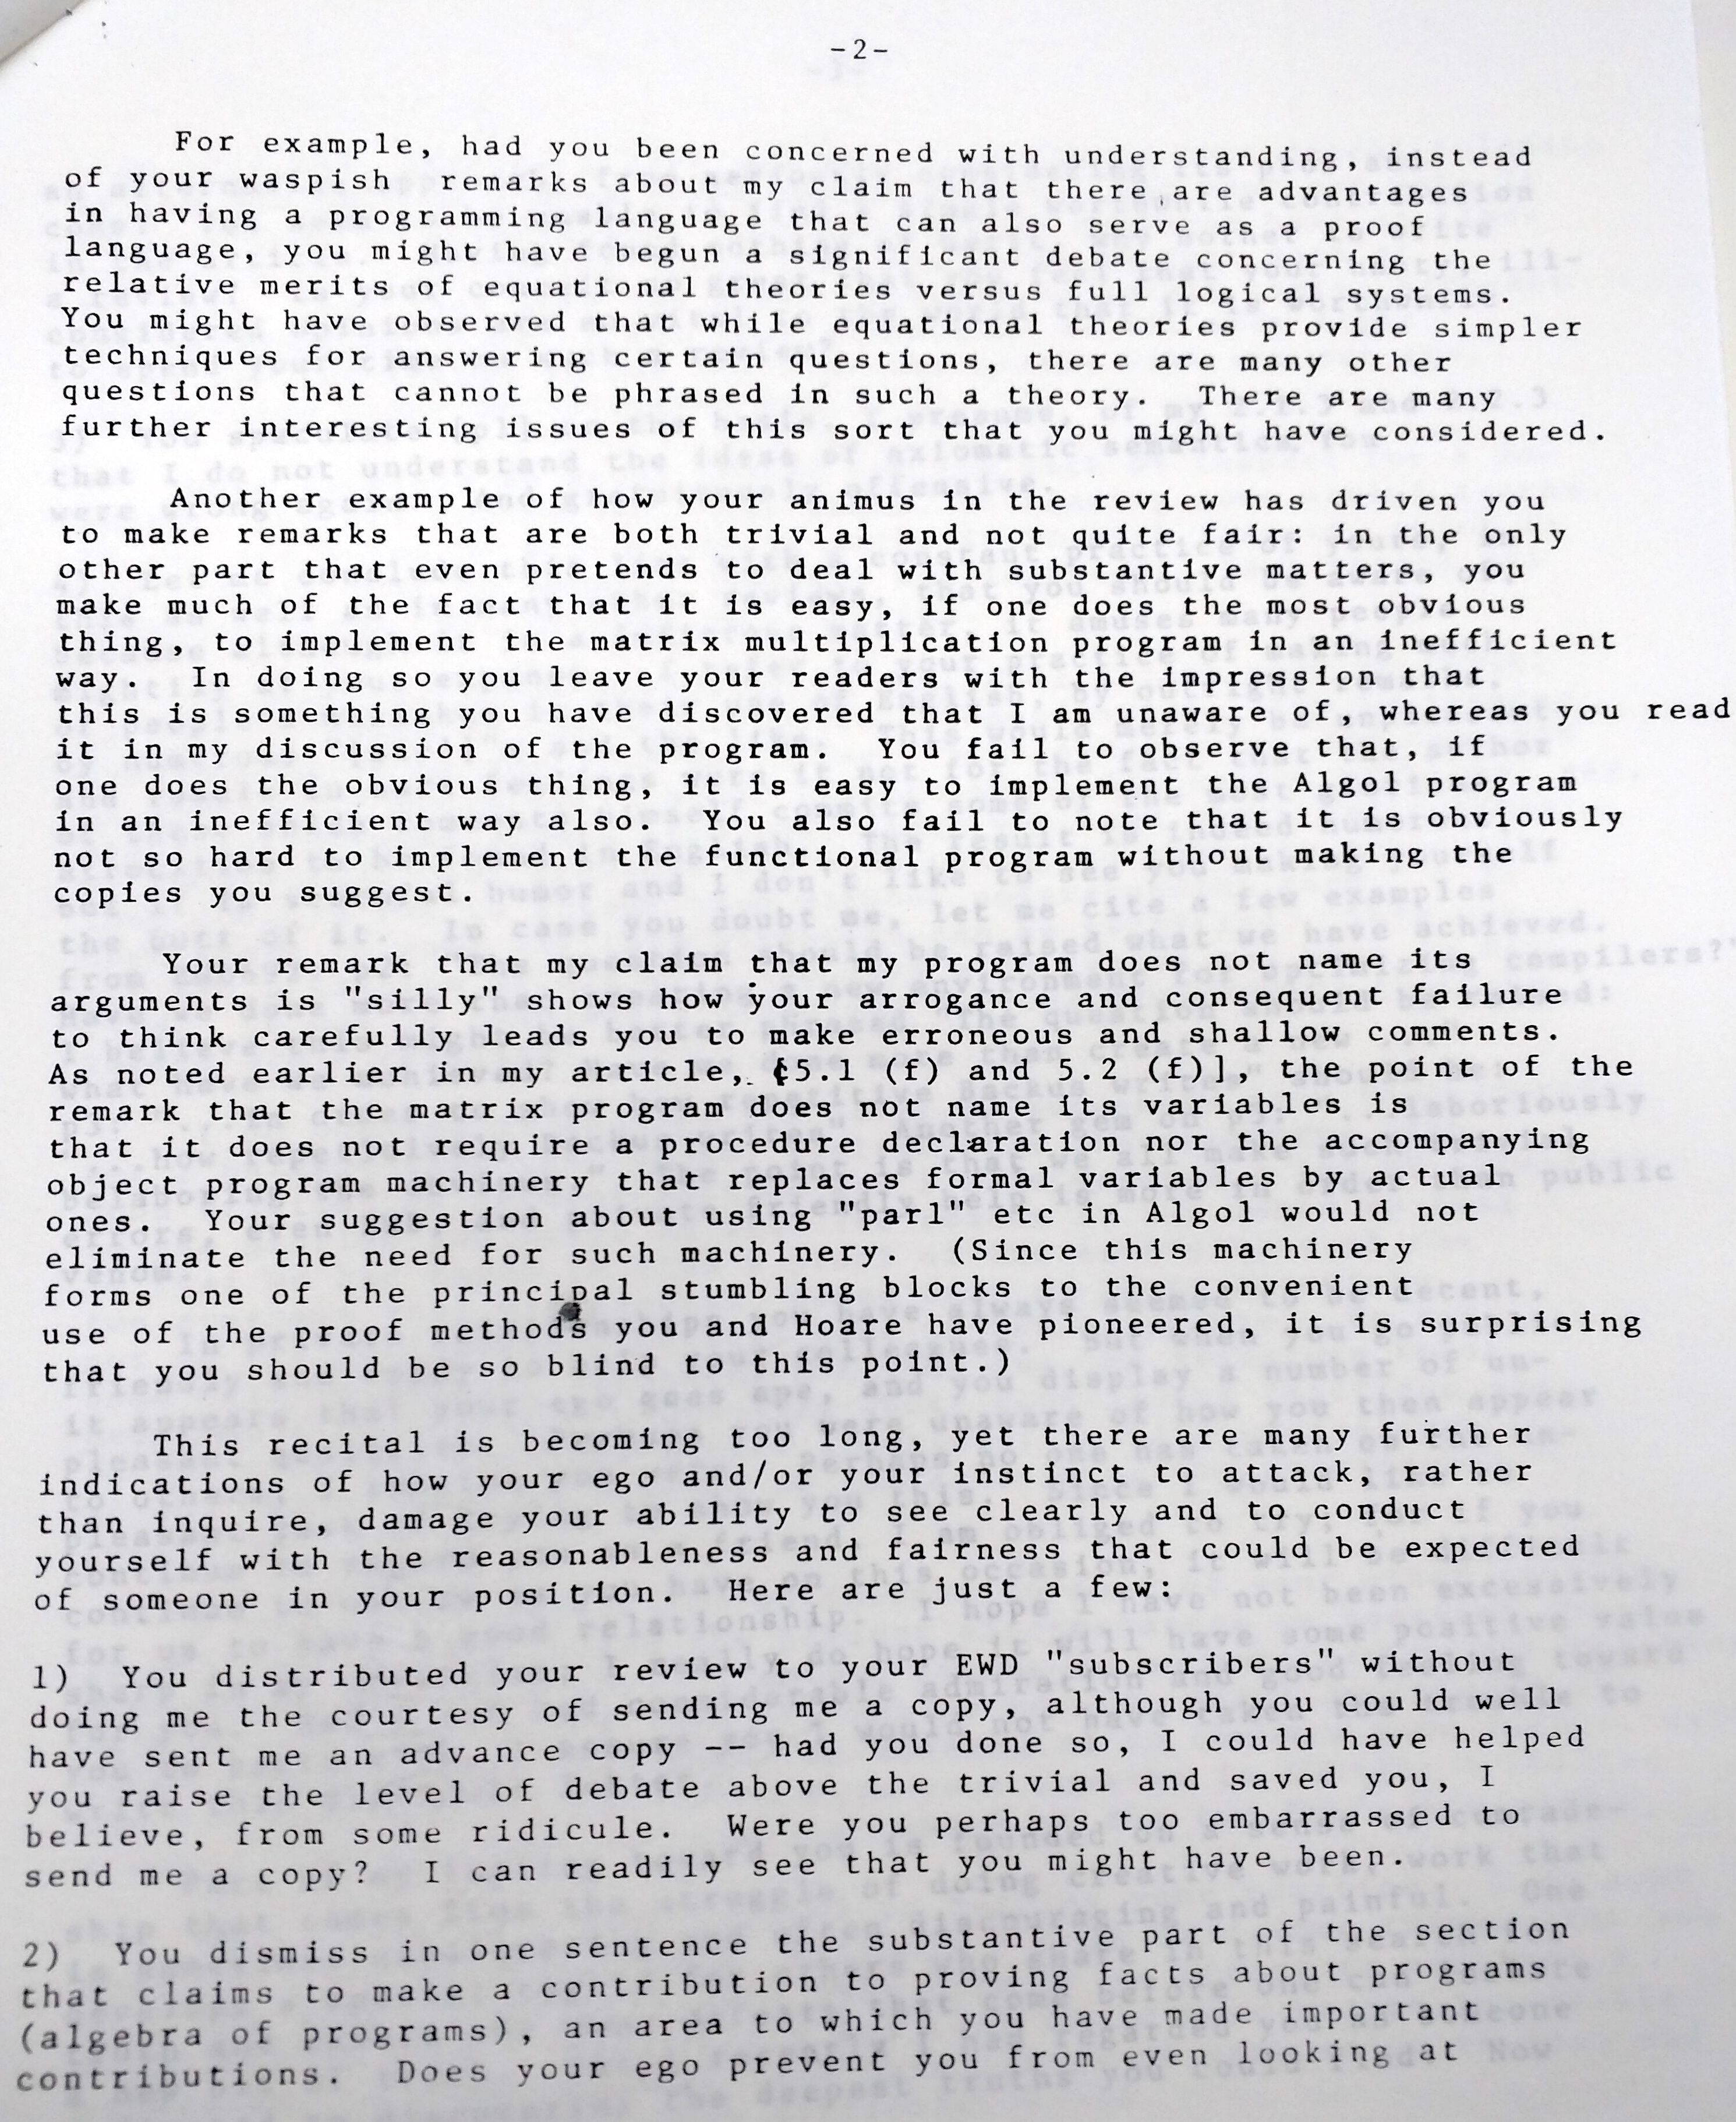 -2-
For example, had you been concerned with understanding, instead
of your waspish remarks about my claim that there are advantages
in having a programming language that can also serve as a proof
language, you might have begun a significant debate concerning the
relative merits of equational theories versus full logical systems.
You might have observed that while equational theories provide simpler
techniques for answering certain questions, there are many other
questions that cannot be phrased in such a theory. There are many
further interesting issues of this sort that you might have considered.
Another example of how your animus in the review has driven you
to make remarks that are both trivial and not quite fair: in the only
other part that even pretends to deal with substantive matters, you
make much of the fact that it is easy, if one does the most obvious
thing, to implement the matrix multiplication program in an inefficient
way. In doing so you leave your readers with the impression that
this is something you have discovered that I am unaware of, whereas you read
it in my discussion of the program. You fail to observe that, if
one does the obvious thing, it is easy to implement the Algol program
in an inefficient way also. You also fail to note that it is obviously
not so hard to implement the functional program without making the
copies you suggest.
Your remark that my claim that my program does not name its
arguments is "silly" shows how your arrogance and consequent failure
to think carefully leads you to make erroneous and shallow comments.
As noted earlier in my article, [5.1 (f) and 5.2 (f)], the point of the
remark that the matrix program does not name its variables is
that it does not require a procedure declaration nor the accompanying
object program machinery that replaces formal variables by actual
ones. Your suggestion about using "par1" etc in Algol would not
eliminate the need for such machinery. (Since this machinery
forms one of the principal stumbling blocks to the convenient
use of the proof methods you and Hoare have pioneered, it is surprising
that you should be so blind to this point.)
This recital is becoming too long, yet there are many further
indications of how your ego and/or your instinct to attack, rather
than inquire, damage your ability to see clearly and to conduct
yourself with the reasonableness and fairness that could be expected
of someone in your position. Here are just a few:
1) You distributed your review to your EWD "subscribers" without
doing me the courtesy of sending me a copy, although you could well
have sent me an advance copy -- had you done so, I could have helped
you raise the level of debate above the trivial and saved you, I
believe, from some ridicule. Were you perhaps too embarrassed to
send me a copy? I can readily see that you might have been.
2) You dismiss in one sentence the substantive part of the section
that claims to make a contribution to proving facts about programs
(algebra of programs), an area to which you have made important
contributions. Does your ego prevent you from even looking at